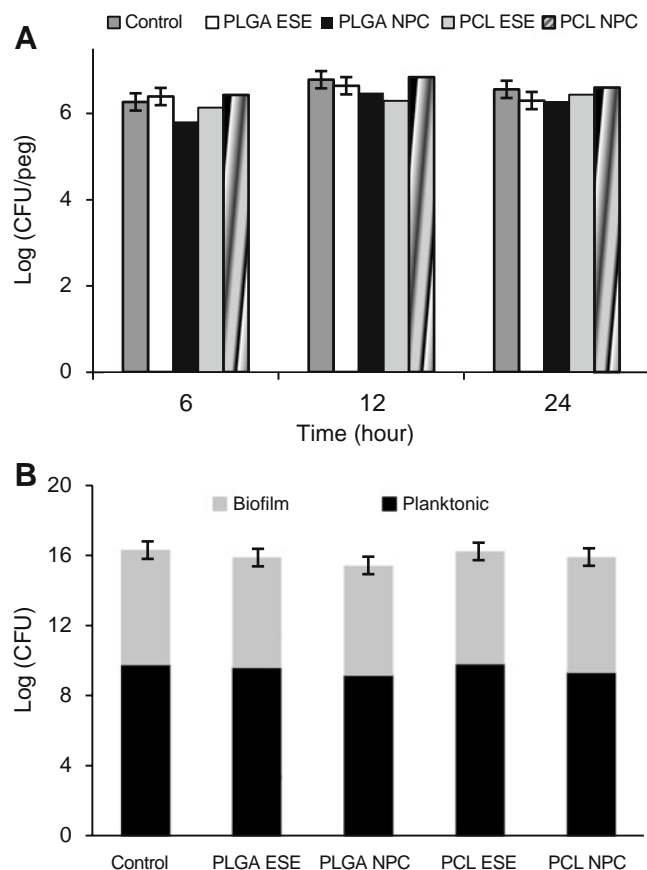 A
Control PLGA ESE PLGA NPC PCL ESE PCL NPC
6
4
2
0
Log (CFU/peg)
6 12 24
Time (hour)
B
20
16
12
8
4
0
Log (CFU)
Biofilm Planktonic
Control PLGA ESE PLGA NPC PCL ESE PCL NPC